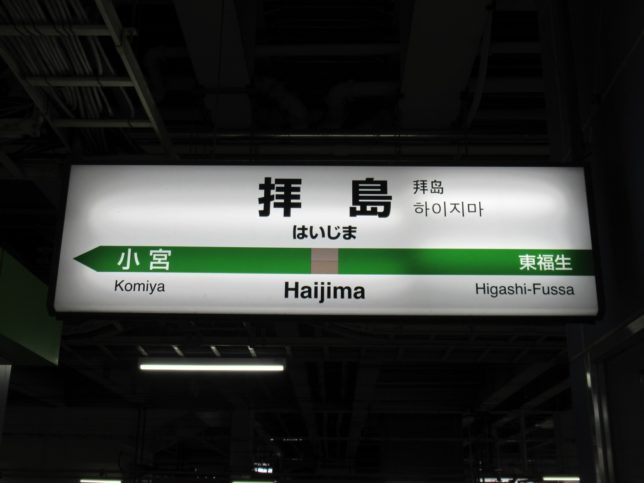 拝島
拝岛
하이지마
はいじま
小宮
東福生
Komiya
Haijima
Higashi-Fussa